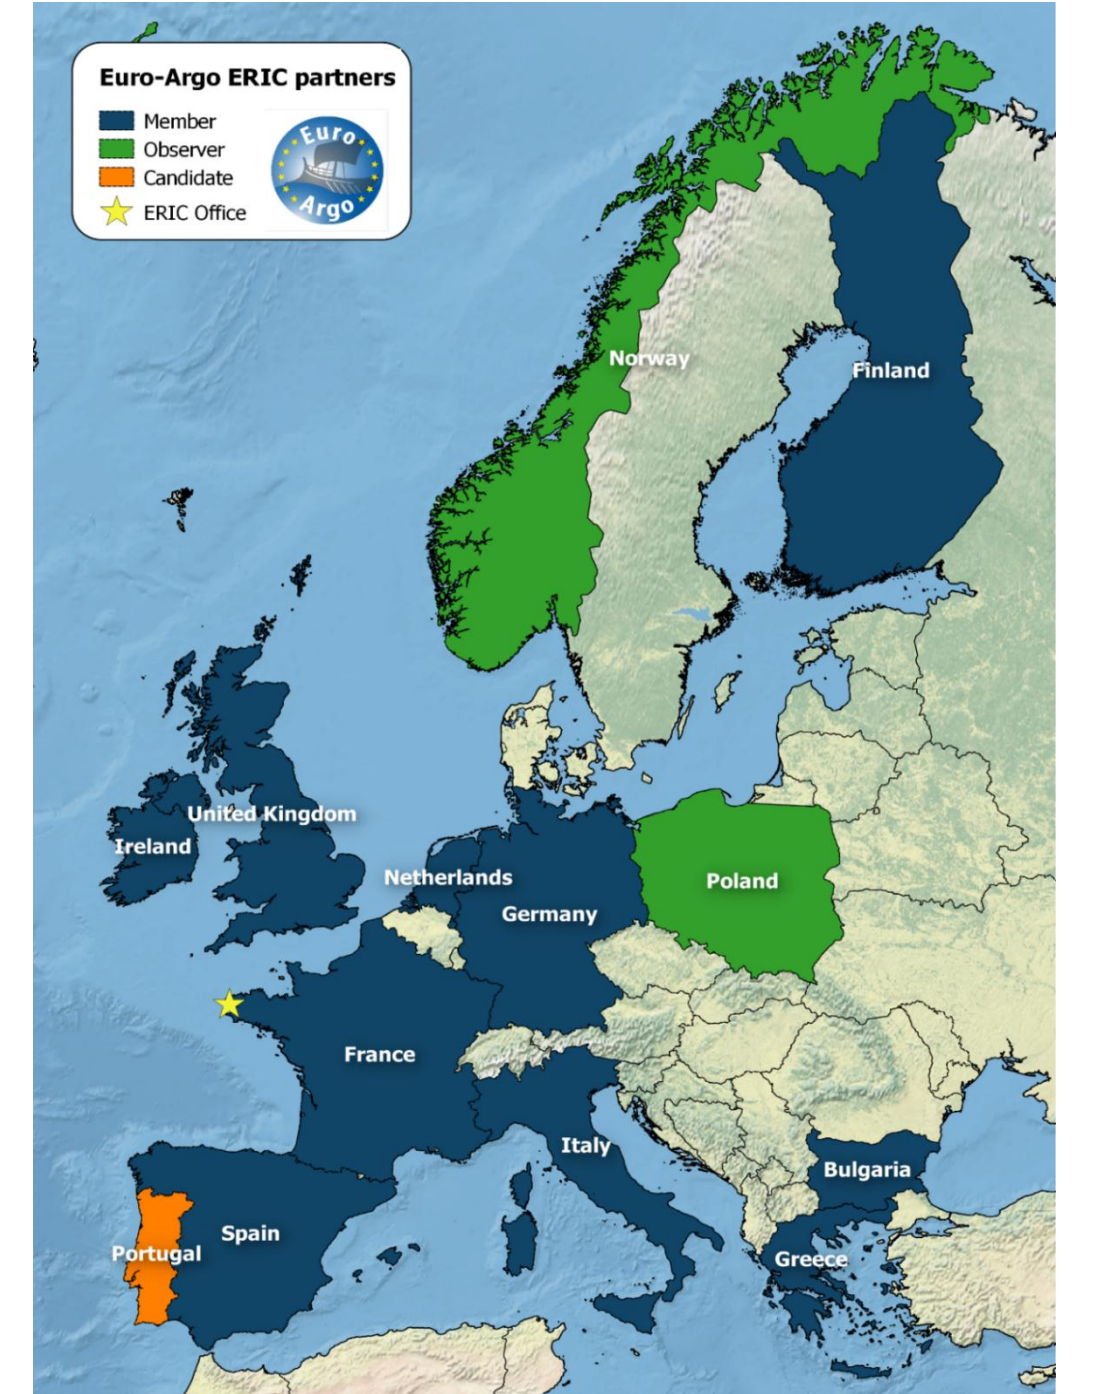 Euro-Argo ERIC partners
Member
Observer
Candidate
ERIC Office
Euro
Argo
Norway
Finland
United Kingdom
Ireland
Netherlands
Poland
Germany
France
Italy
Bulgaria
Spain
Portugal
Greece